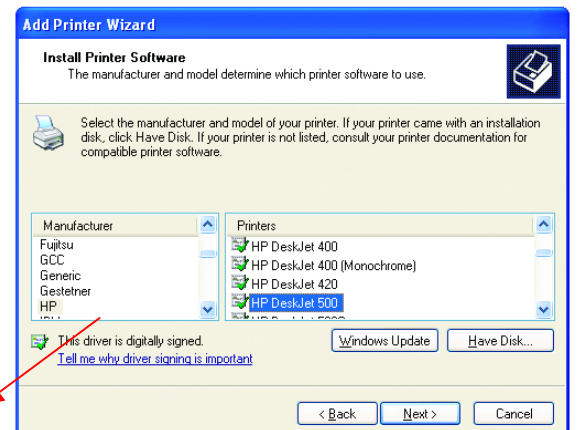 Add Printer Wizard
Install Printer Software
The manufacturer and model determine which printer software to use.
Select the manufacturer and model of your printer. If your printer came with an installation
disk, click Have Disk. If your printer is not listed, consult your printer documentation for
compatible printer software.
Manufacturer
Fujitsu
GCC
Generic
Gestetner
HP
Printers
HP DeskJet 400
HP DeskJet 400 (Monochrome)
HP DeskJet 420
HP DeskJet 500
This driver is digitally signed.
Tell me why driver signing is important
Windows Update
Have Disk...
< Back
Next >
Cancel